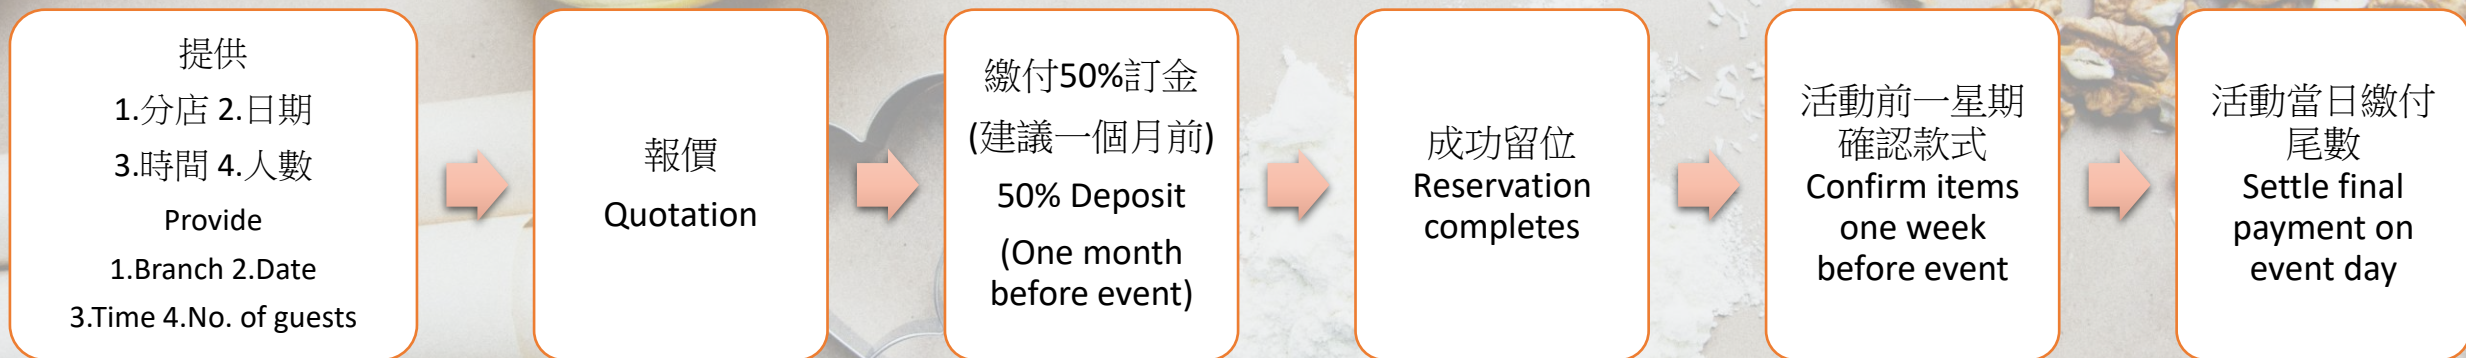 提供
1.分店 2.日期
3.時間 4.人數
Provide
1.Branch 2.Date
3.Time 4.No. of guests
報價
Quotation
繳付50%訂金
(建議一個月前)
50% Deposit
(One month
before event)
成功留位
Reservation
completes
活動前一星期
確認款式
Confirm items
one week
before event
活動當日繳付
尾數
Settle final
payment on
event day